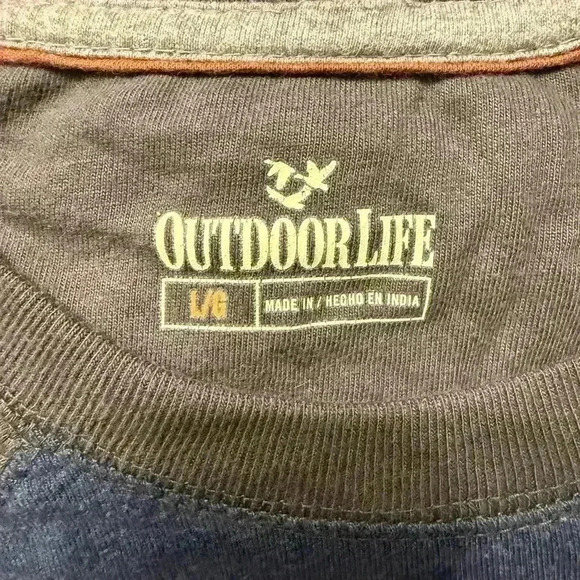 OUTDOOR LIFE
L/G
MADE IN / HECHO EN INDIA